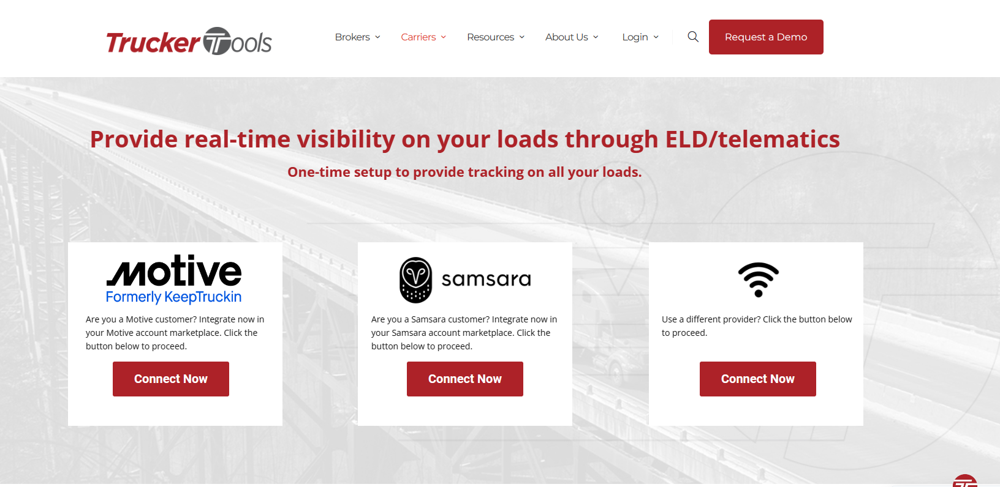 Trucker Tools
Brokers
Carriers
Resources
About Us
Login
Request a Demo
Provide real-time visibility on your loads through ELD/telematics
One-time setup to provide tracking on all your loads.
motive
Formerly KeepTruckin
Are you a Motive customer? Integrate now in
your Motive account marketplace. Click the
button below to proceed.
Connect Now
samsara
Are you a Samsara customer? Integrate now in
your Samsara account marketplace. Click the
button below to proceed.
Connect Now
Use a different provider? Click the button below
to proceed.
Connect Now